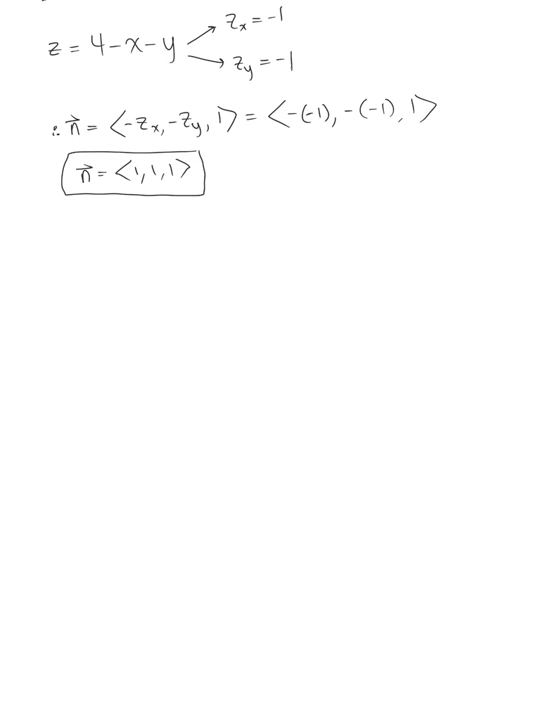 z = 4-x-y → z_x = -1
→ z_y = -1
∴ n⃗ = <-z_x, -z_y, 1> = <-(-1), -(-1), 1>
n⃗ = <1, 1, 1>